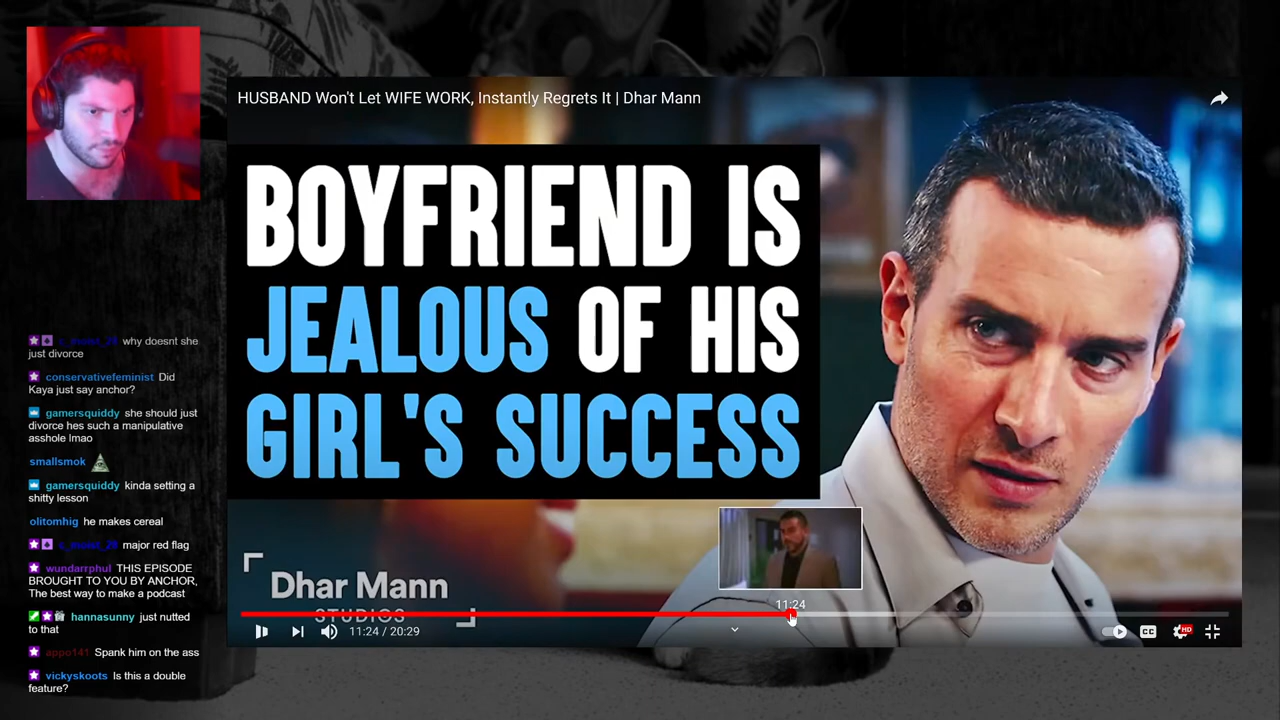 HUSBAND Won't Let WIFE WORK, Instantly Regrets It | Dhar Mann
BOYFRIEND IS
JEALOUS OF HIS
GIRL'S SUCCESS
Dhar Mann
STUDIOS
11:24
11:24 / 20:29
CC
HD
why doesnt she
just divorce
conservativefeminist Did
Kaya just say anchor?
gamersquiddy she should just
divorce hes such a manipulative
asshole lmao
smallsmok
gamersquiddy kinda setting a
shitty lesson
olitomhig he makes cereal
major red flag
wundarrphul THIS EPISODE
BROUGHT TO YOU BY ANCHOR,
The best way to make a podcast
hannasunny just nutted
to that
appo141 Spank him on the ass
vickyskoots Is this a double
feature?